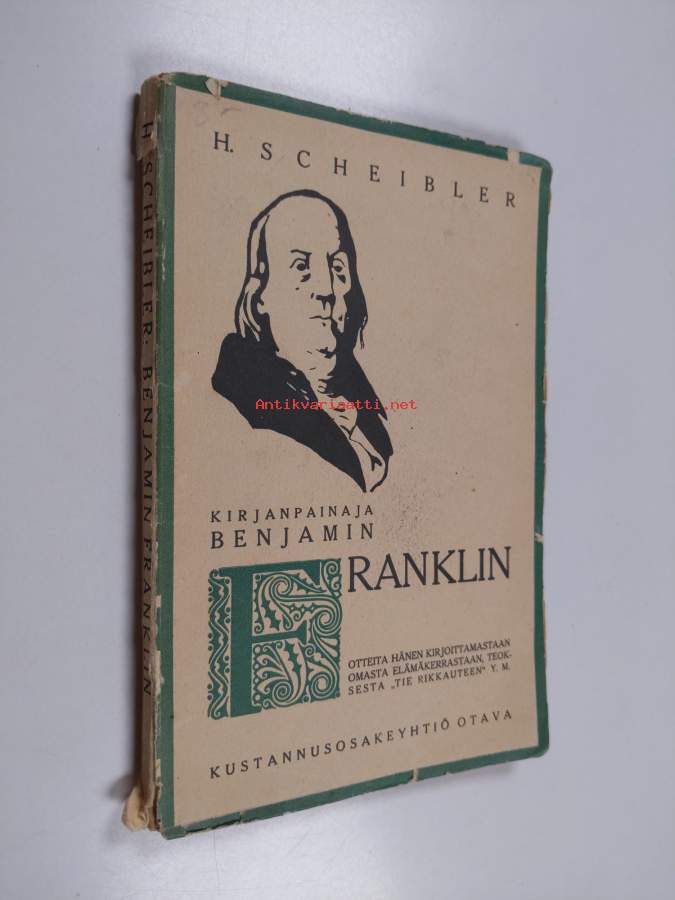 H. SCHEIBLER
KIRJANPAINAJA
BENJAMIN
FRANKLIN
OTTEITA HÄNEN KIRJOITTAMASTAAN
OMASTA ELÄMÄKERRASTAAN, TEOK-
SESTA „TIE RIKKAUTEEN" Y. M.
KUSTANNUSOSAKEYHTIÖ OTAVA
H. SCHEIBLER. BENJAMIN FRANKLIN
Antikvariaatti.net